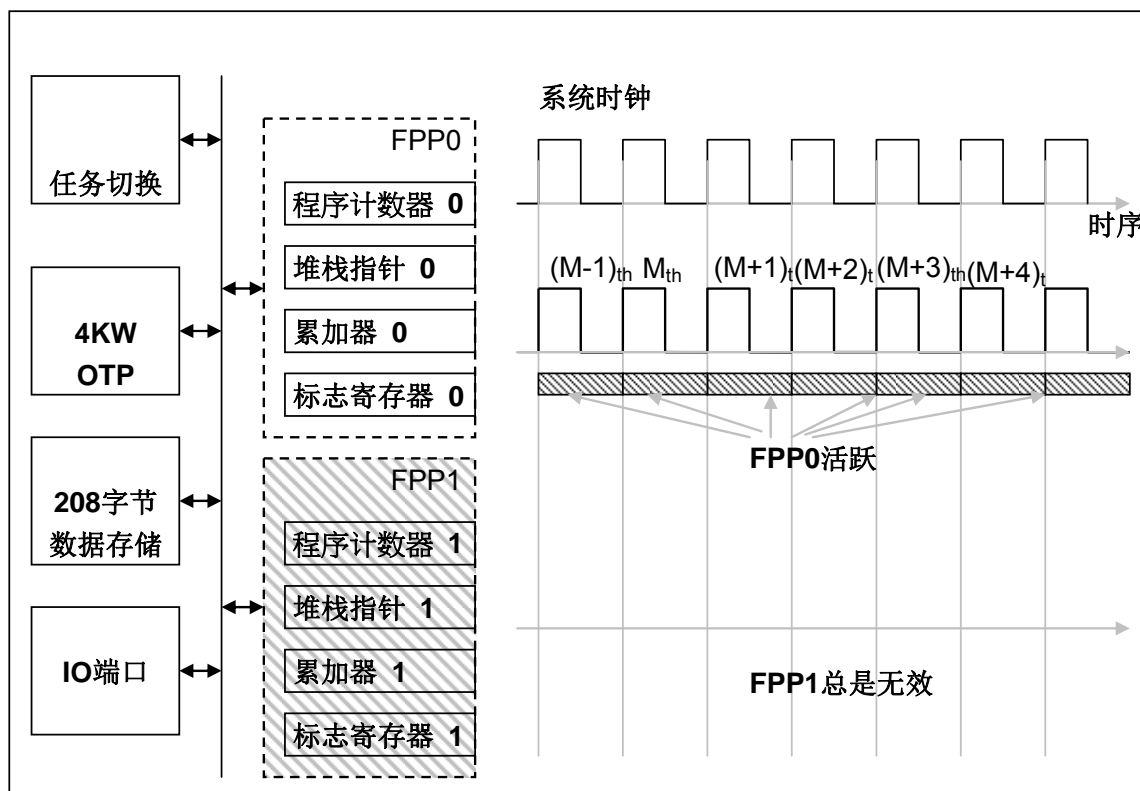 任务切换
4KW
OTP
208字节
数据存储
IO端口
FPP0
程序计数器 0
堆栈指针 0
累加器 0
标志寄存器 0
FPP1
程序计数器 1
堆栈指针 1
累加器 1
标志寄存器 1
系统时钟
时序
(M-1)th Mth (M+1)t (M+2)t (M+3)th (M+4)t
FPP0活跃
FPP1总是无效